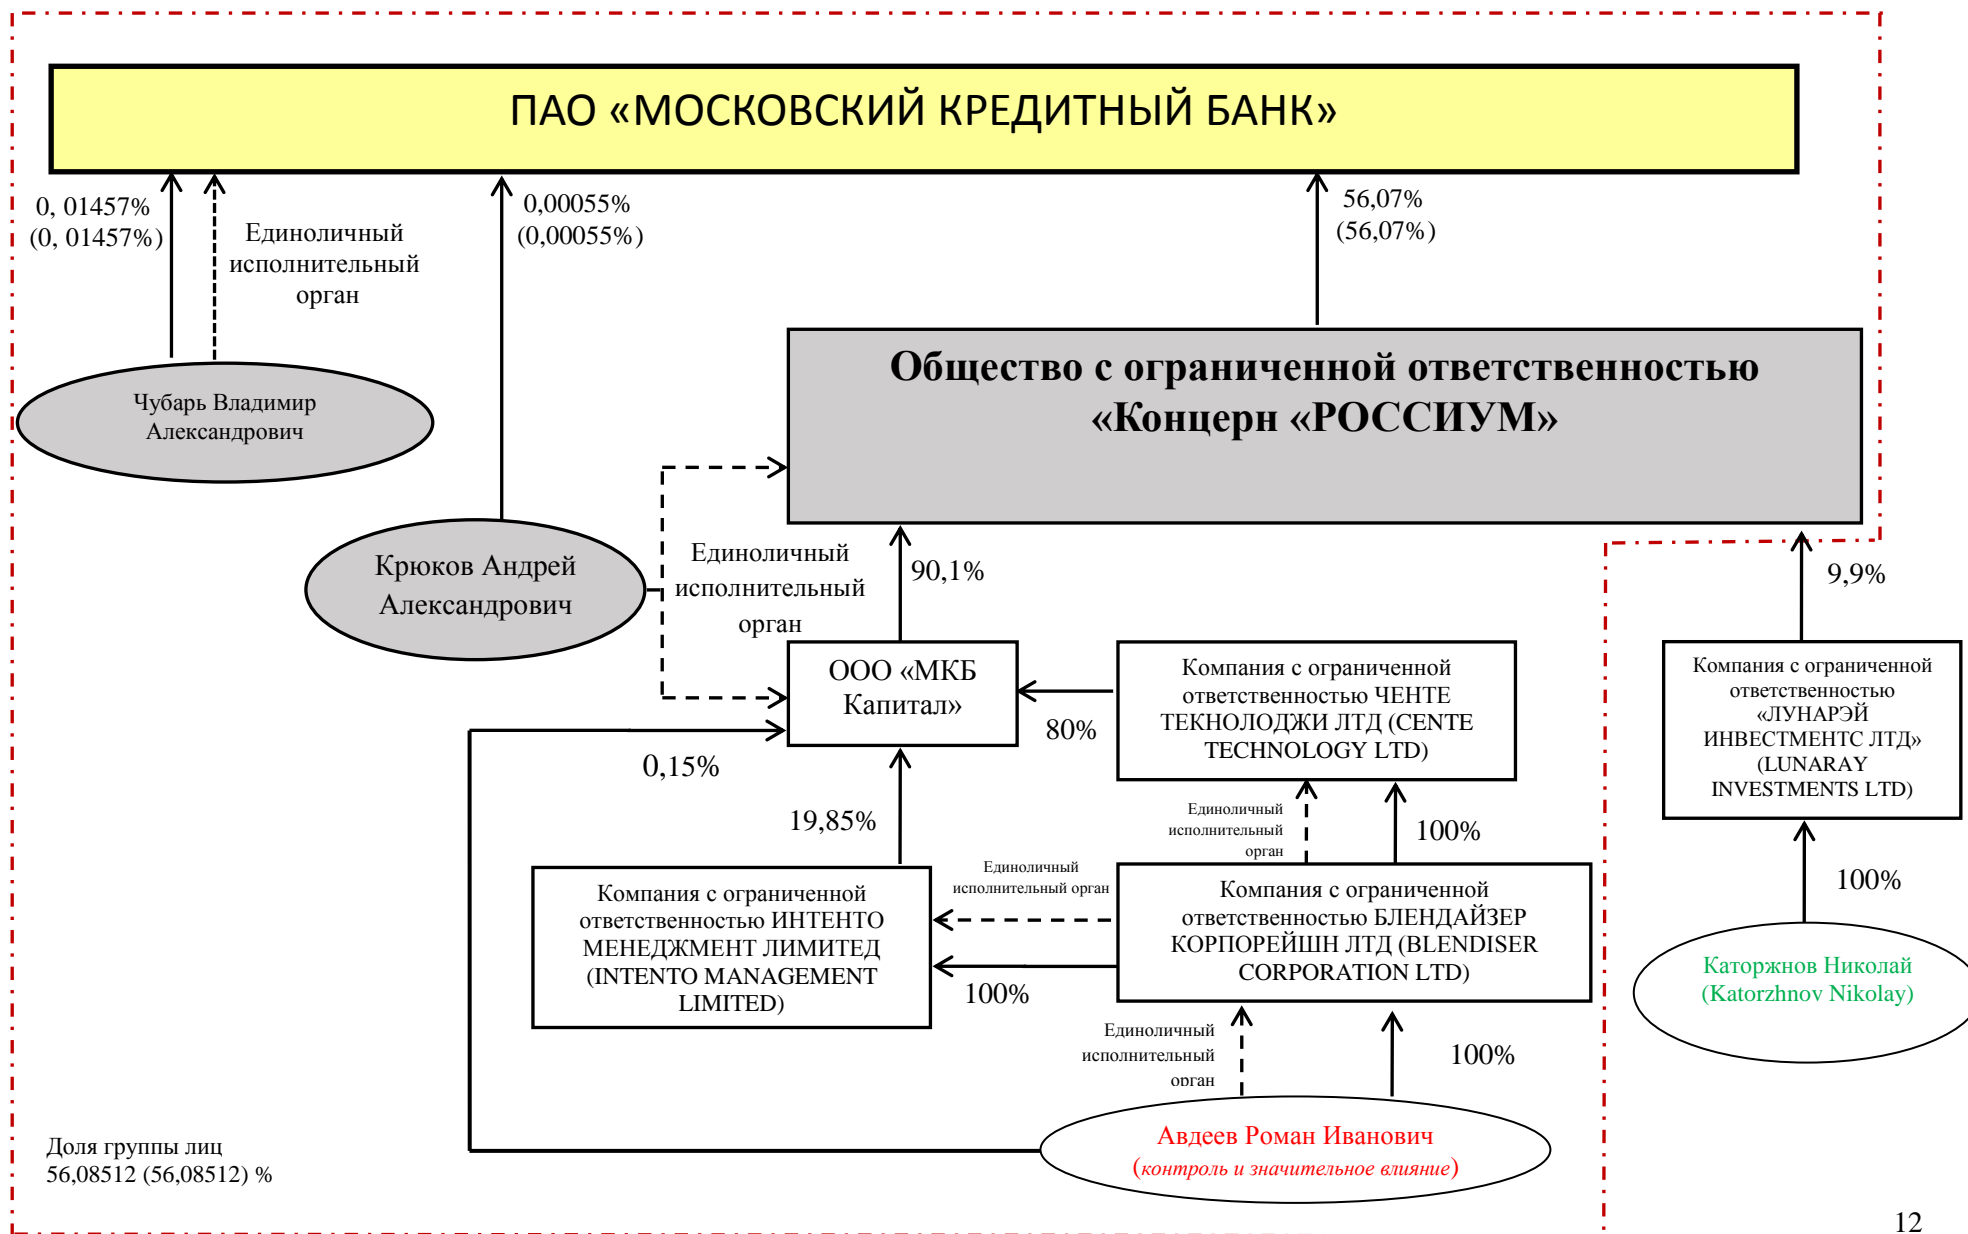 ПАО «МОСКОВСКИЙ КРЕДИТНЫЙ БАНК»
0, 01457%
(0, 01457%)
Единоличный
исполнительный
орган
0,00055%
(0,00055%)
56,07%
(56,07%)
Чубарь Владимир
Александрович
Общество с ограниченной ответственностью
«Концерн «РОССИУМ»
Крюков Андрей
Александрович
Единоличный
исполнительный
орган
90,1%
9,9%
ООО «МКБ
Капитал»
80%
Компания с ограниченной
ответственностью ЧЕНТЕ
ТЕКНОЛОДЖИ ЛТД (CENTE
TECHNOLOGY LTD)
Компания с ограниченной
ответственностью
«ЛУНАРЭЙ
ИНВЕСТМЕНТС ЛТД»
(LUNARAY
INVESTMENTS LTD)
0,15%
19,85%
Единоличный
исполнительный
орган
100%
Единоличный
исполнительный орган
100%
Компания с ограниченной
ответственностью ИНТЕНТО
МЕНЕДЖМЕНТ ЛИМИТЕД
(INTENTO MANAGEMENT
LIMITED)
100%
Компания с ограниченной
ответственностью БЛЕНДАЙЗЕР
КОРПОРЕЙШН ЛТД (BLENDISER
CORPORATION LTD)
Каторжнов Николай
(Katorzhnov Nikolay)
Единоличный
исполнительный
орган
100%
Авдеев Роман Иванович
(контроль и значительное влияние)
Доля группы лиц
56,08512 (56,08512) %
12